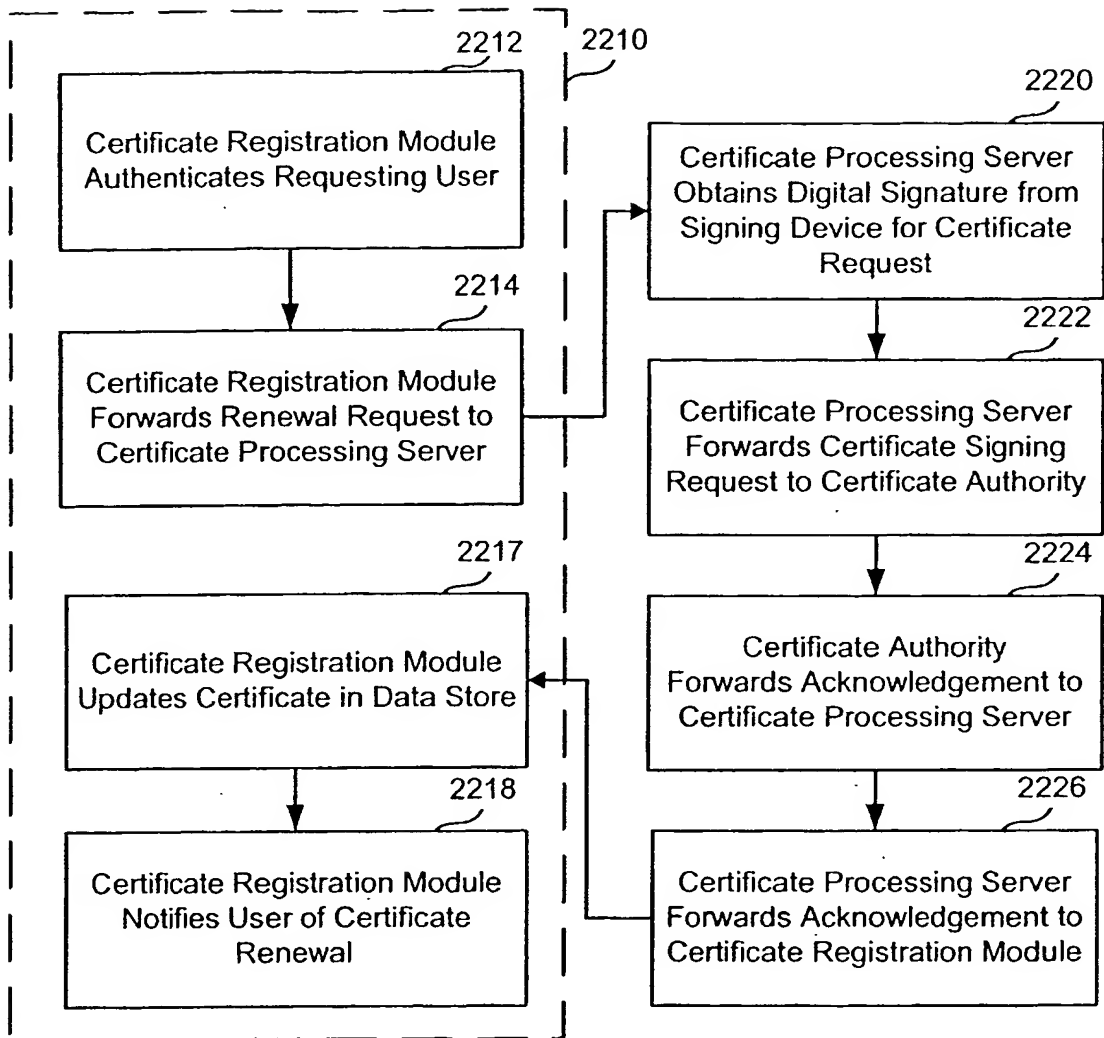 2212
2210
Certificate Registration Module
Authenticates Requesting User
2214
Certificate Registration Module
Forwards Renewal Request to
Certificate Processing Server
2220
Certificate Processing Server
Obtains Digital Signature from
Signing Device for Certificate
Request
2222
Certificate Processing Server
Forwards Certificate Signing
Request to Certificate Authority
2224
Certificate Authority
Forwards Acknowledgement to
Certificate Processing Server
2226
Certificate Processing Server
Forwards Acknowledgement to
Certificate Registration Module
2217
Certificate Registration Module
Updates Certificate in Data Store
2218
Certificate Registration Module
Notifies User of Certificate
Renewal